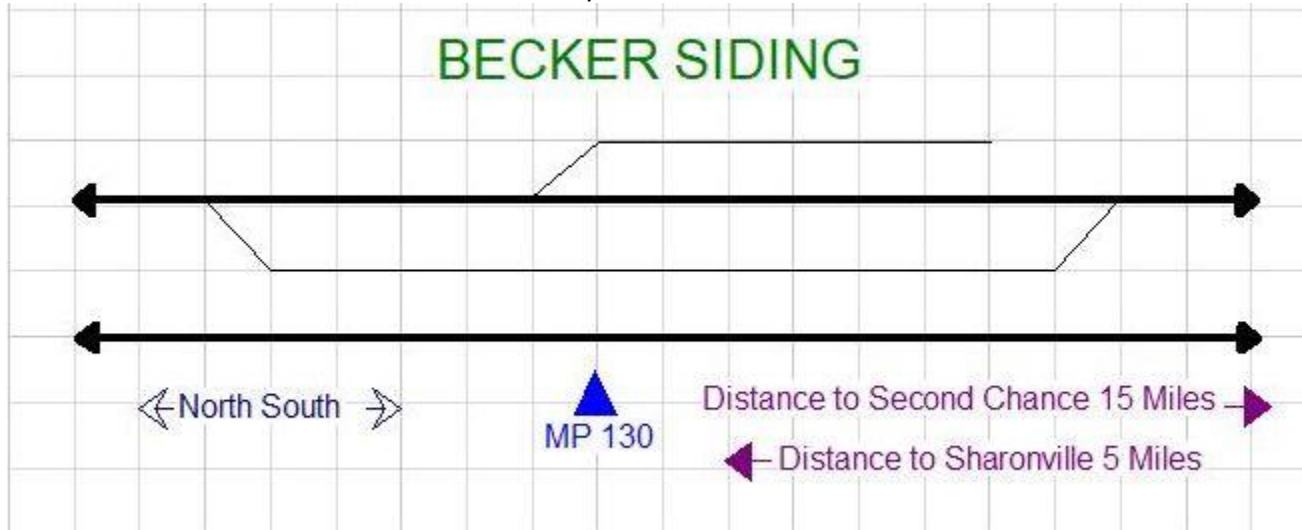 BECKER SIDING
North South
Distance to Second Chance 15 Miles
MP 130
Distance to Sharonville 5 Miles